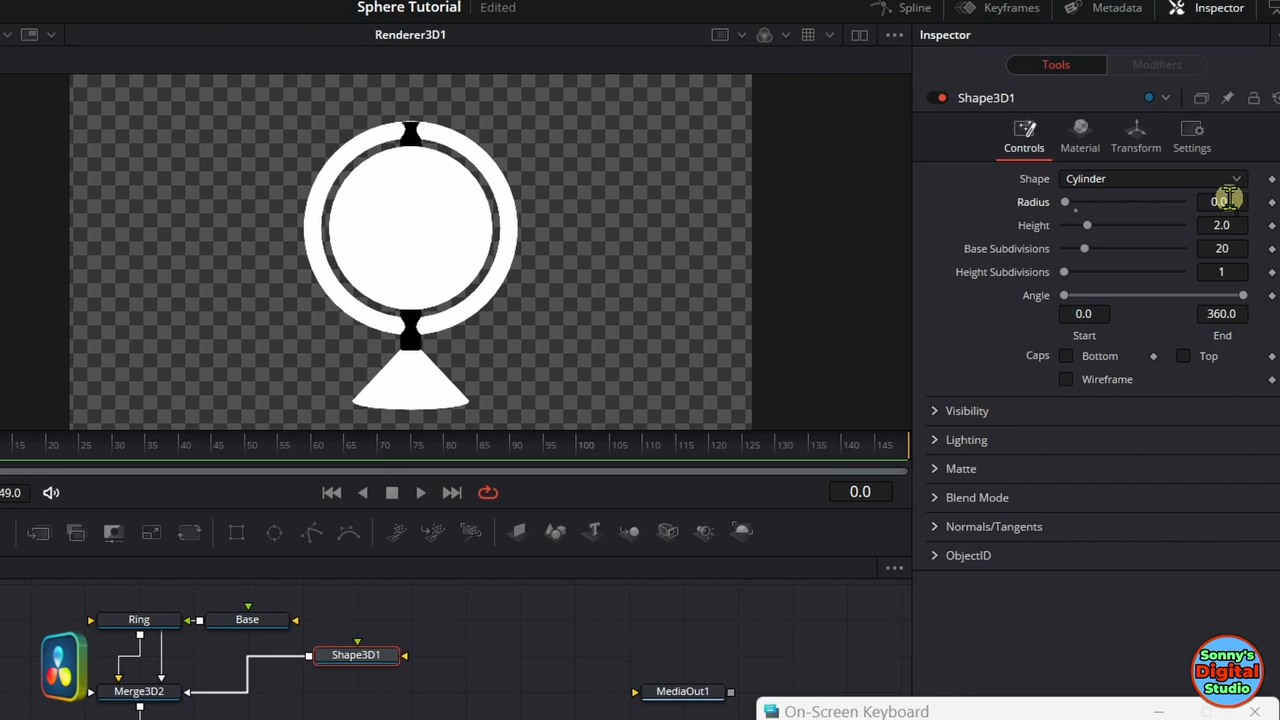 Sphere Tutorial Edited
Spline Keyframes Metadata Inspector
Renderer3D1
Inspector
Tools Modifiers
Shape3D1
Controls Material Transform Settings
Shape Cylinder
Radius 0.0
Height 2.0
Base Subdivisions 20
Height Subdivisions 1
Angle
0.0 360.0
Start End
Caps Bottom Top
Wireframe
Visibility
Lighting
Matte
Blend Mode
Normals/Tangents
ObjectID
15 20 25 30 35 40 45 50 55 60 65 70 75 80 85 90 95 100 105 110 115 120 125 130 135 140 145
49.0 0.0
Ring Base
Shape3D1
Merge3D2 MediaOut1
Sonny's
Digital
Studio
On-Screen Keyboard